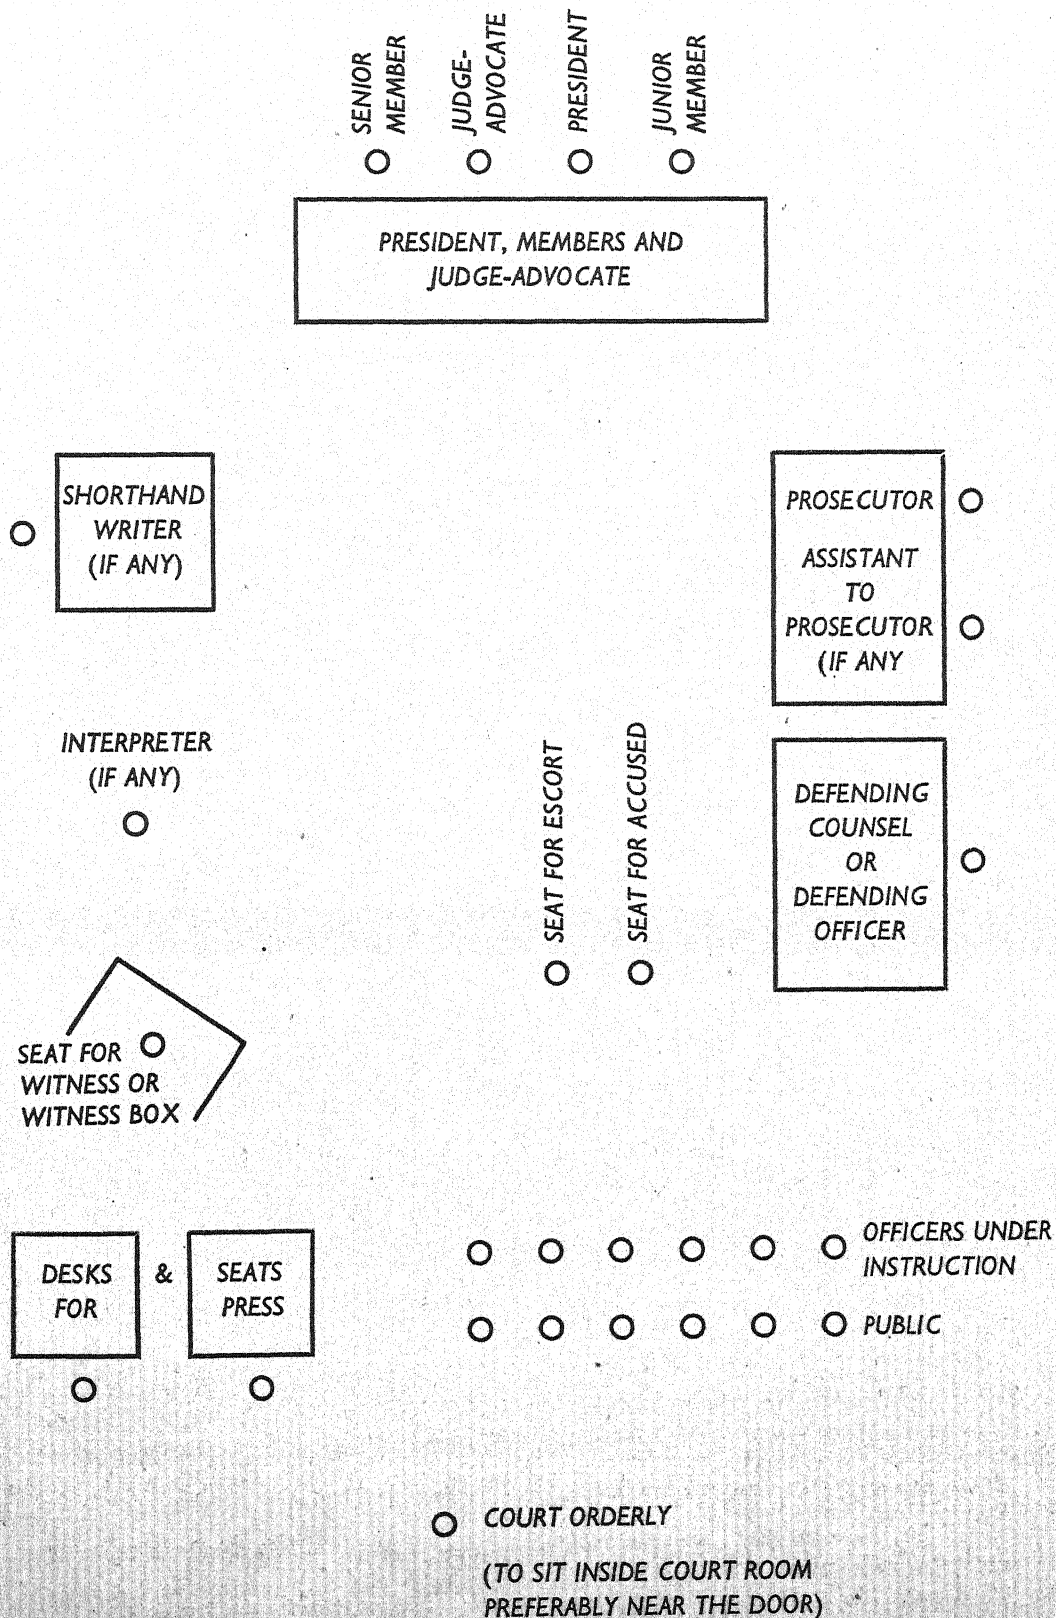 SENIOR
MEMBER
JUDGE-
ADVOCATE
PRESIDENT
JUNIOR
MEMBER
PRESIDENT, MEMBERS AND
JUDGE-ADVOCATE
SHORTHAND
WRITER
(IF ANY)
PROSECUTOR
ASSISTANT
TO
PROSECUTOR
(IF ANY
INTERPRETER
(IF ANY)
SEAT FOR ESCORT
SEAT FOR ACCUSED
DEFENDING
COUNSEL
OR
DEFENDING
OFFICER
SEAT FOR
WITNESS OR
WITNESS BOX
DESKS
FOR
&
SEATS
PRESS
OFFICERS UNDER
INSTRUCTION
PUBLIC
COURT ORDERLY
(TO SIT INSIDE COURT ROOM
PREFERABLY NEAR THE DOOR)